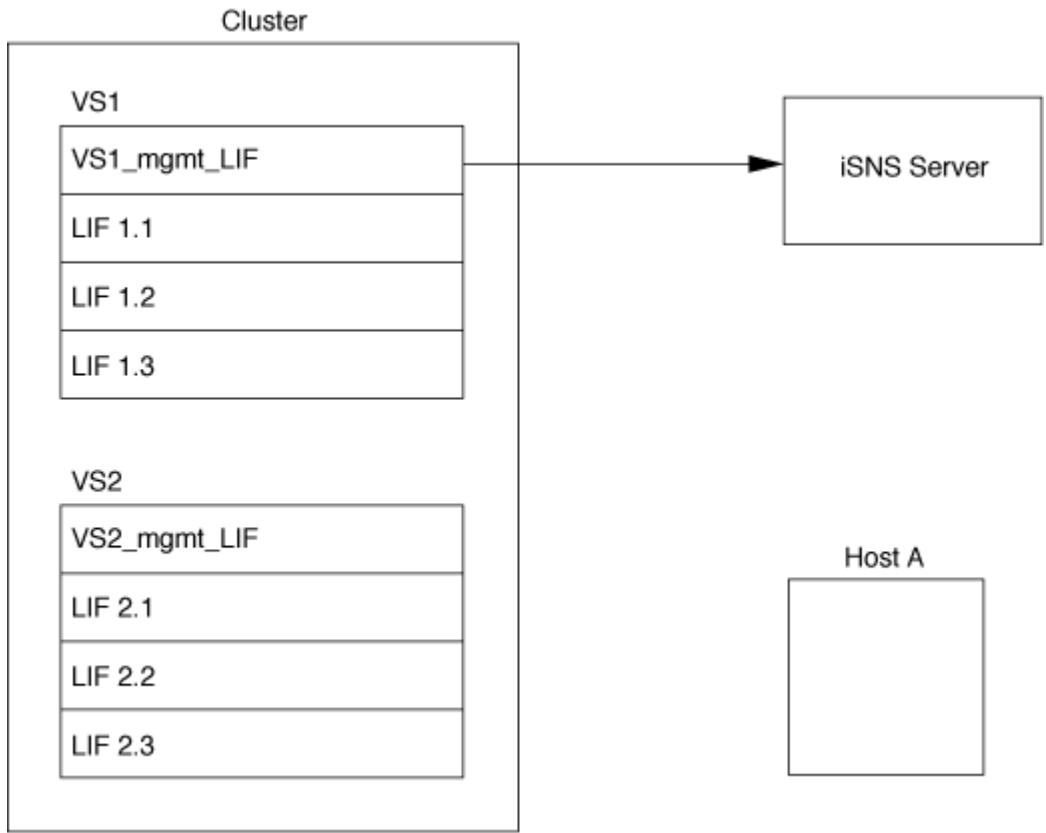 Cluster
VS1
VS1_mgmt_LIF
LIF 1.1
LIF 1.2
LIF 1.3
iSNS Server
VS2
VS2_mgmt_LIF
LIF 2.1
LIF 2.2
LIF 2.3
Host A